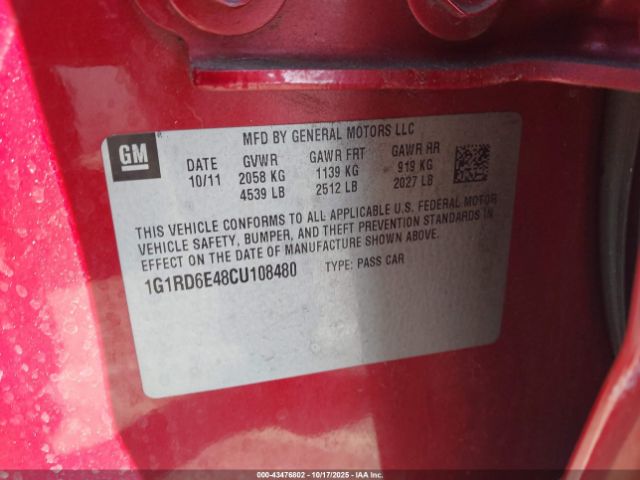 MFD BY GENERAL MOTORS LLC
GM
DATE GVWR GAWR FRT GAWR RR
10/11 2058 KG 1139 KG 919 KG
4539 LB 2512 LB 2027 LB
THIS VEHICLE CONFORMS TO ALL APPLICABLE U.S. FEDERAL MOTOR
VEHICLE SAFETY, BUMPER, AND THEFT PREVENTION STANDARDS IN
EFFECT ON THE DATE OF MANUFACTURE SHOWN ABOVE.
1G1RD6E48CU108480 TYPE: PASS CAR
000-43476802 - 10/17/2025 - IAAI.COM